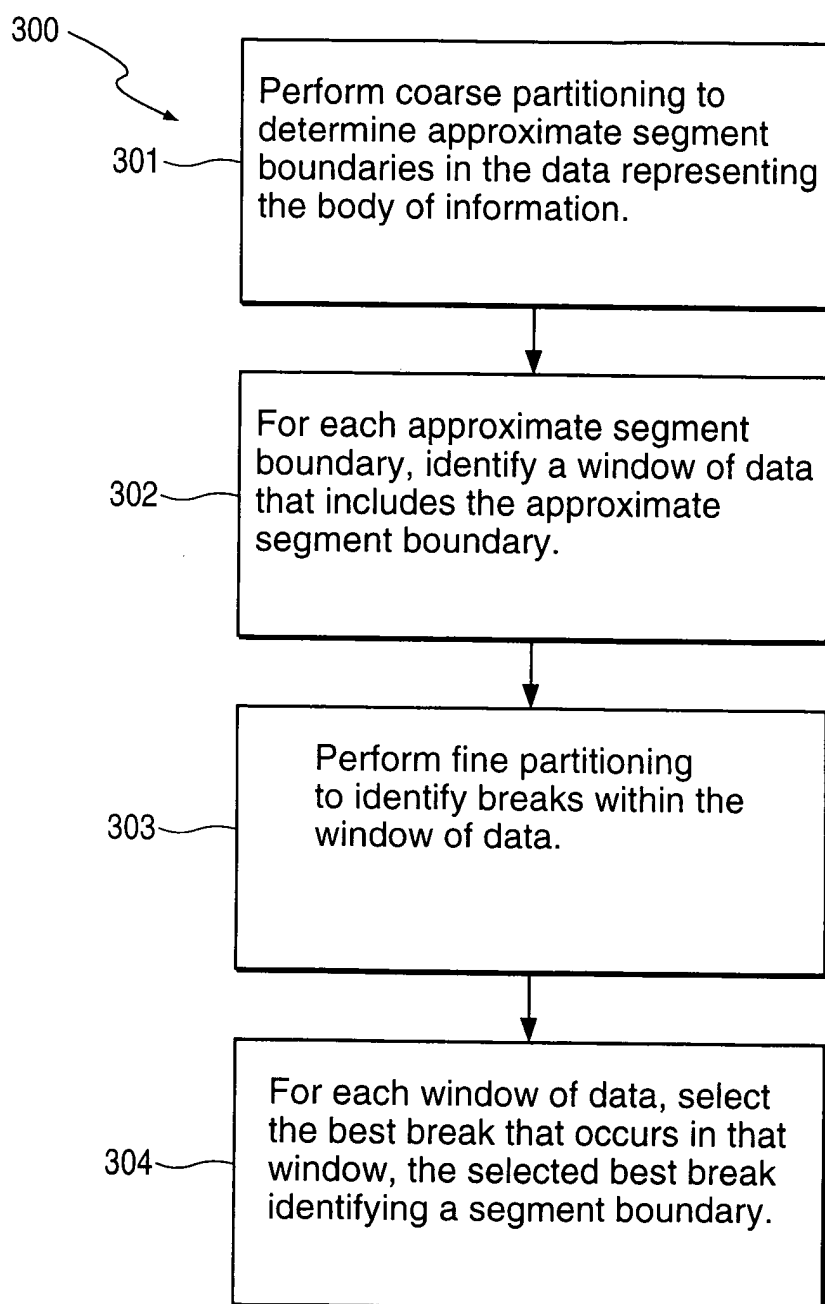 300
301
Perform coarse partitioning to
determine approximate segment
boundaries in the data representing
the body of information.
302
For each approximate segment
boundary, identify a window of data
that includes the approximate
segment boundary.
303
Perform fine partitioning
to identify breaks within the
window of data.
304
For each window of data, select
the best break that occurs in that
window, the selected best break
identifying a segment boundary.